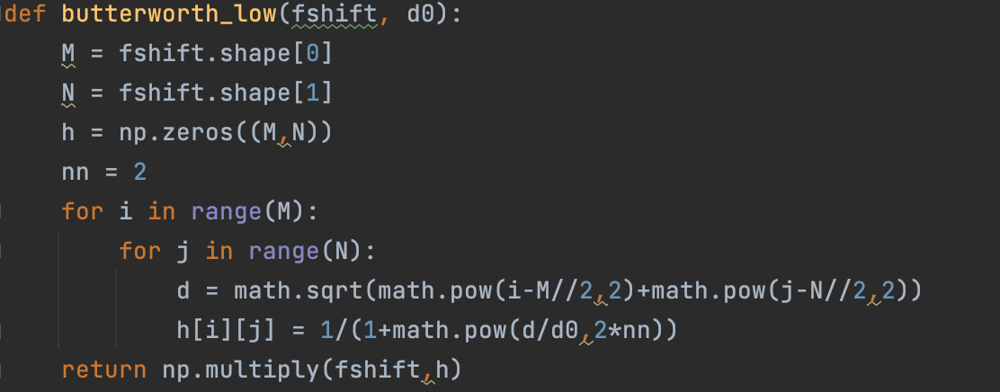 def butterworth_low(fshift, d0):
    M = fshift.shape[0]
    N = fshift.shape[1]
    h = np.zeros((M,N))
    nn = 2
    for i in range(M):
        for j in range(N):
            d = math.sqrt(math.pow(i-M//2,2)+math.pow(j-N//2,2))
            h[i][j] = 1/(1+math.pow(d/d0,2*nn))
    return np.multiply(fshift,h)